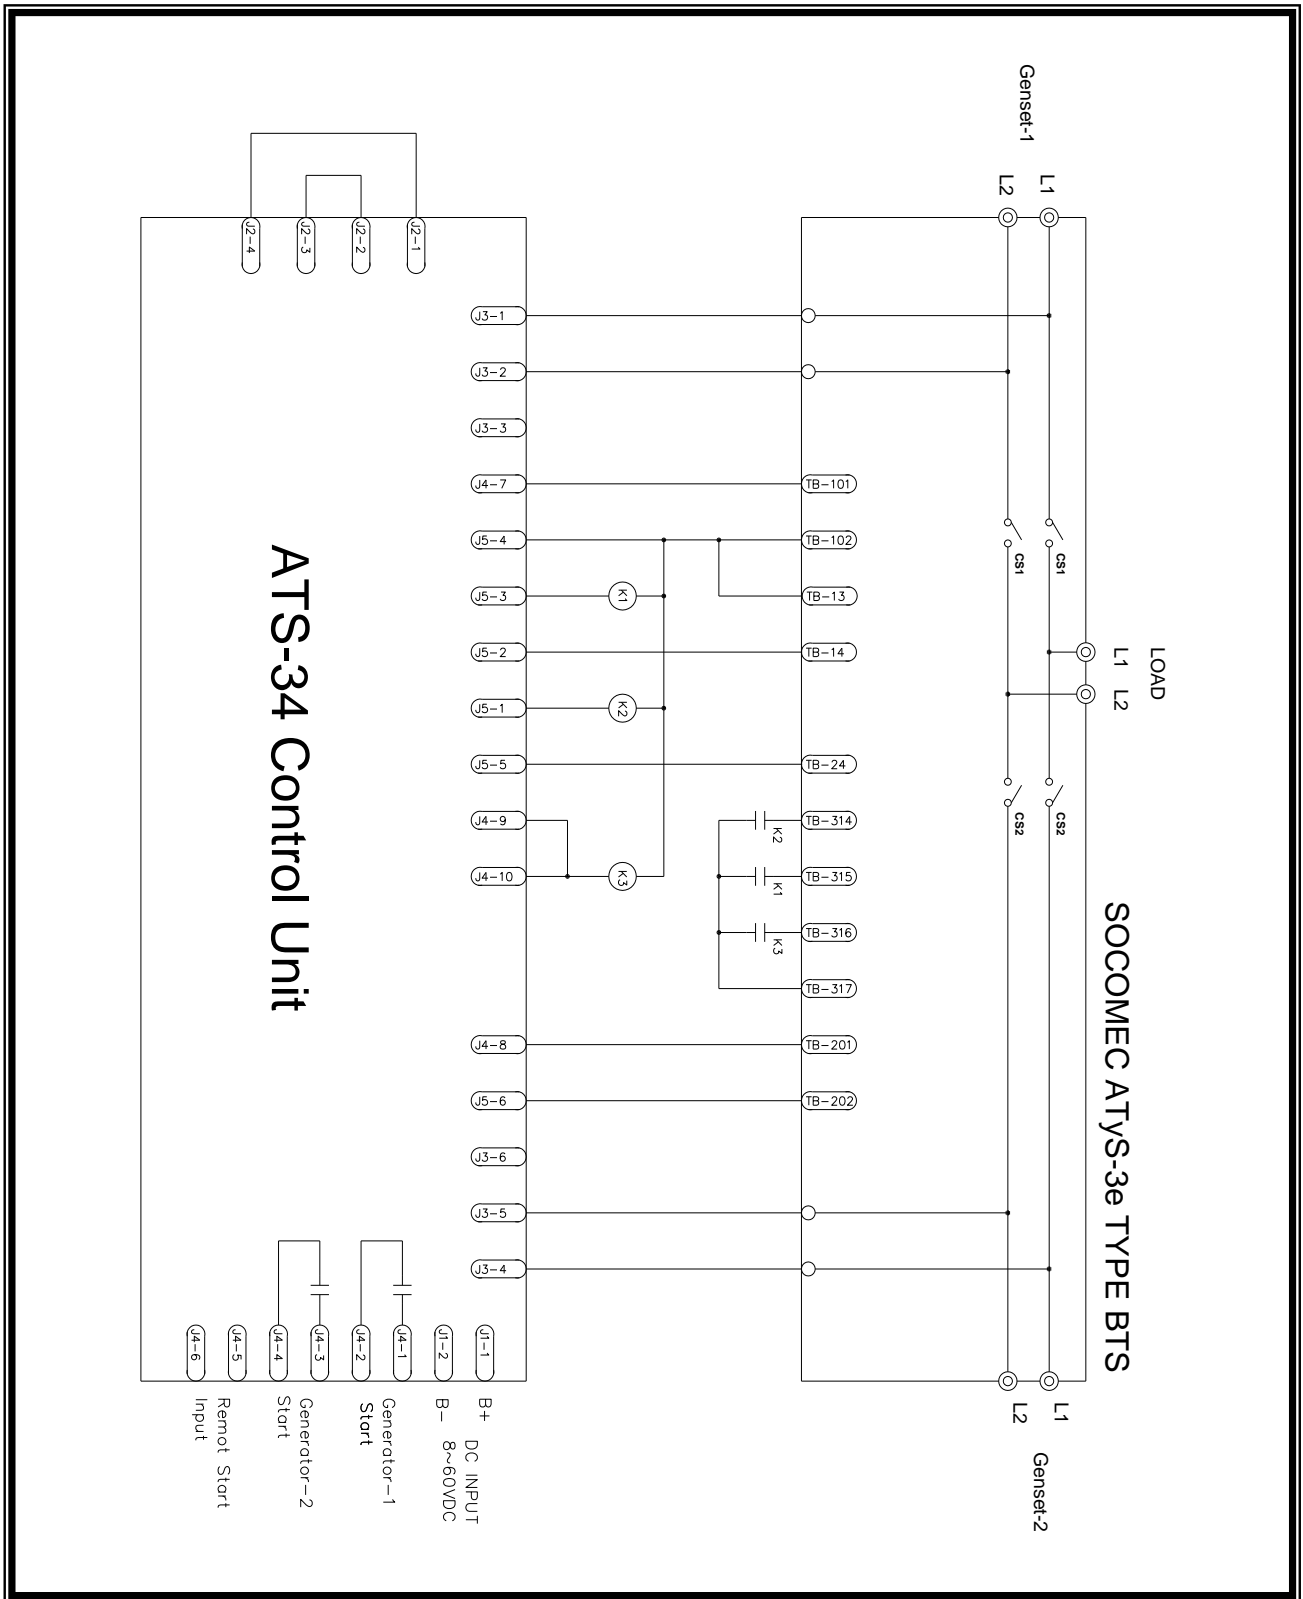 Genset-1
L1
L2
LOAD
L1 L2
CS1
CS1
CS2
CS2
SOCOMEC ATyS-3e TYPE BTS
L1
L2
Genset-2
TB-101
TB-102
TB-13
TB-14
TB-24
TB-314
TB-315
TB-316
TB-317
TB-201
TB-202
K2
K1
K3
K1
K2
K3
J3-1
J3-2
J3-3
J4-7
J5-4
J5-3
J5-2
J5-1
J5-5
J4-9
J4-10
J4-8
J5-6
J3-6
J3-5
J3-4
J2-1
J2-2
J2-3
J2-4
ATS-34 Control Unit
J1-1
J1-2
J4-1
J4-2
J4-3
J4-4
J4-5
J4-6
B+ DC INPUT
B- 8~60VDC
Generator-1
Start
Generator-2
Start
Remot Start
Input